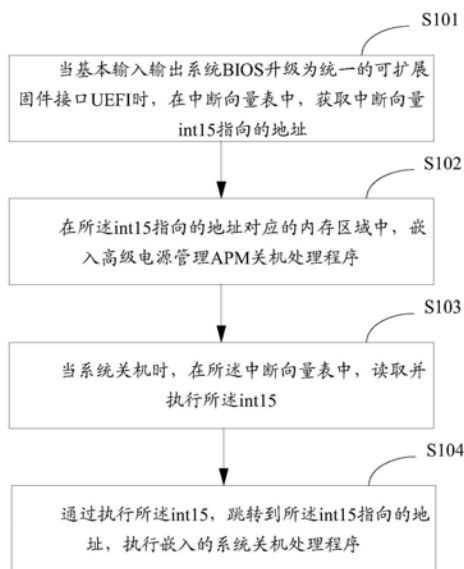 S101
当基本输入输出系统BIOS升级为统一的可扩展
固件接口UEFI时，在中断向量表中，获取中断向量
int15指向的地址
S102
在所述int15指向的地址对应的内存区域中，嵌
入高级电源管理APM关机处理程序
S103
当系统关机时，在所述中断向量表中，读取并
执行所述int15
S104
通过执行所述int15，跳转到所述int15指向的地
址，执行嵌入的系统关机处理程序